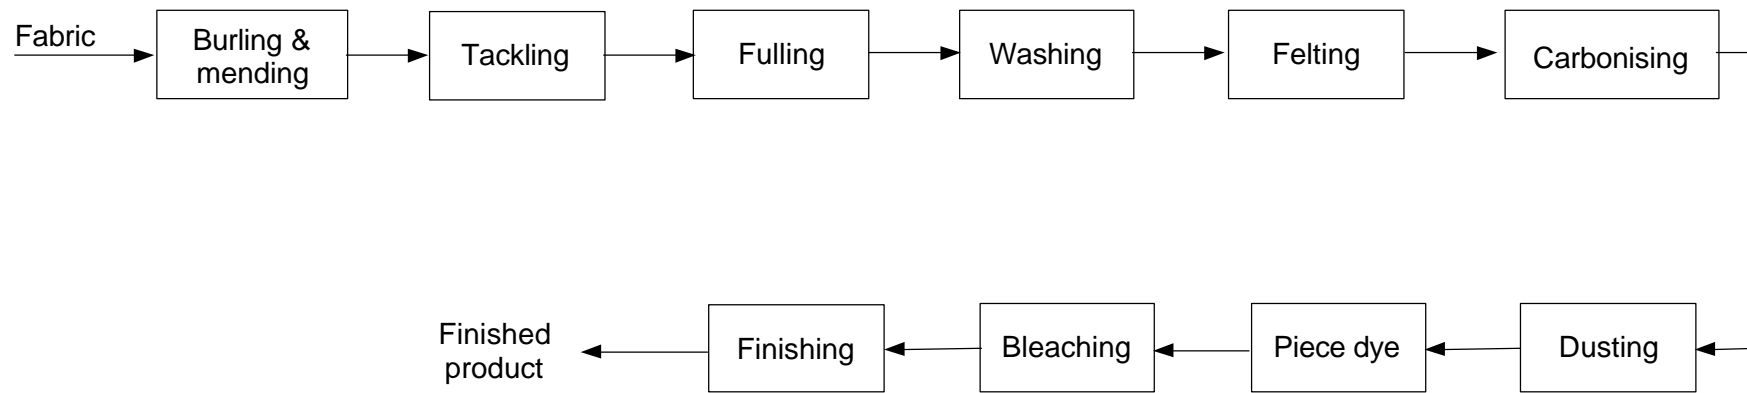 Fabric
Burling &
mending
Tackling
Fulling
Washing
Felting
Carbonising
Finished
product
Finishing
Bleaching
Piece dye
Dusting